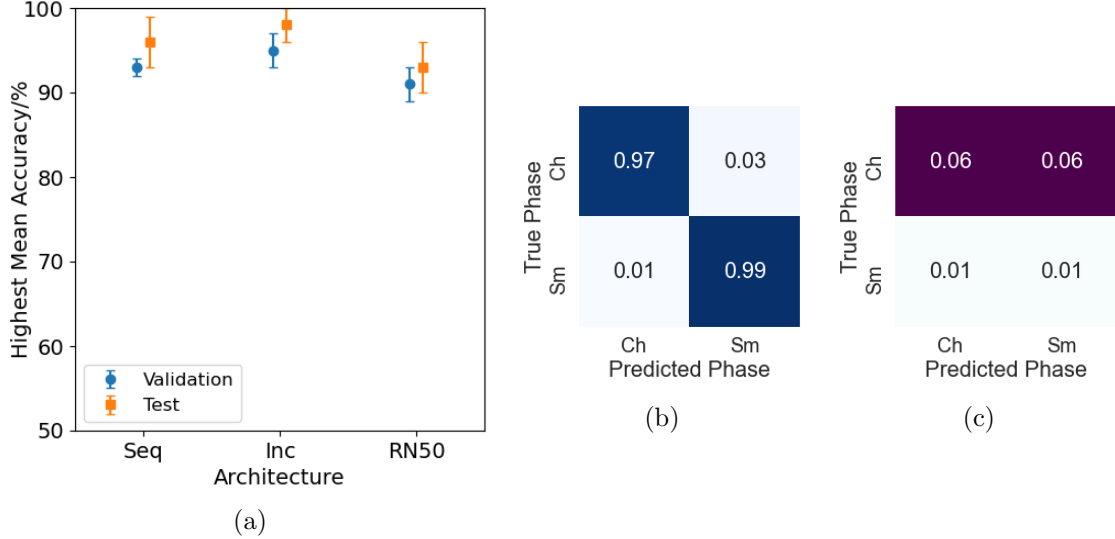 Highest Mean Accuracy/%
100
90
80
70
60
50
Validation
Test
Seq Inc RN50
Architecture
(a)
True Phase
Ch
Sm
0.97 0.03
0.01 0.99
Ch Sm
Predicted Phase
(b)
True Phase
Ch
Sm
0.06 0.06
0.01 0.01
Ch Sm
Predicted Phase
(c)